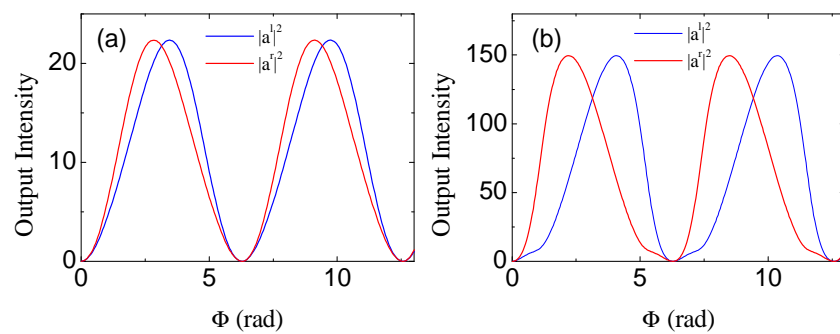 (a)
|a^l|^2
|a^r|^2
Output Intensity
20
10
0
0 5 10
Φ (rad)
(b)
|a^l|^2
|a^r|^2
Output Intensity
150
100
50
0
0 5 10
Φ (rad)